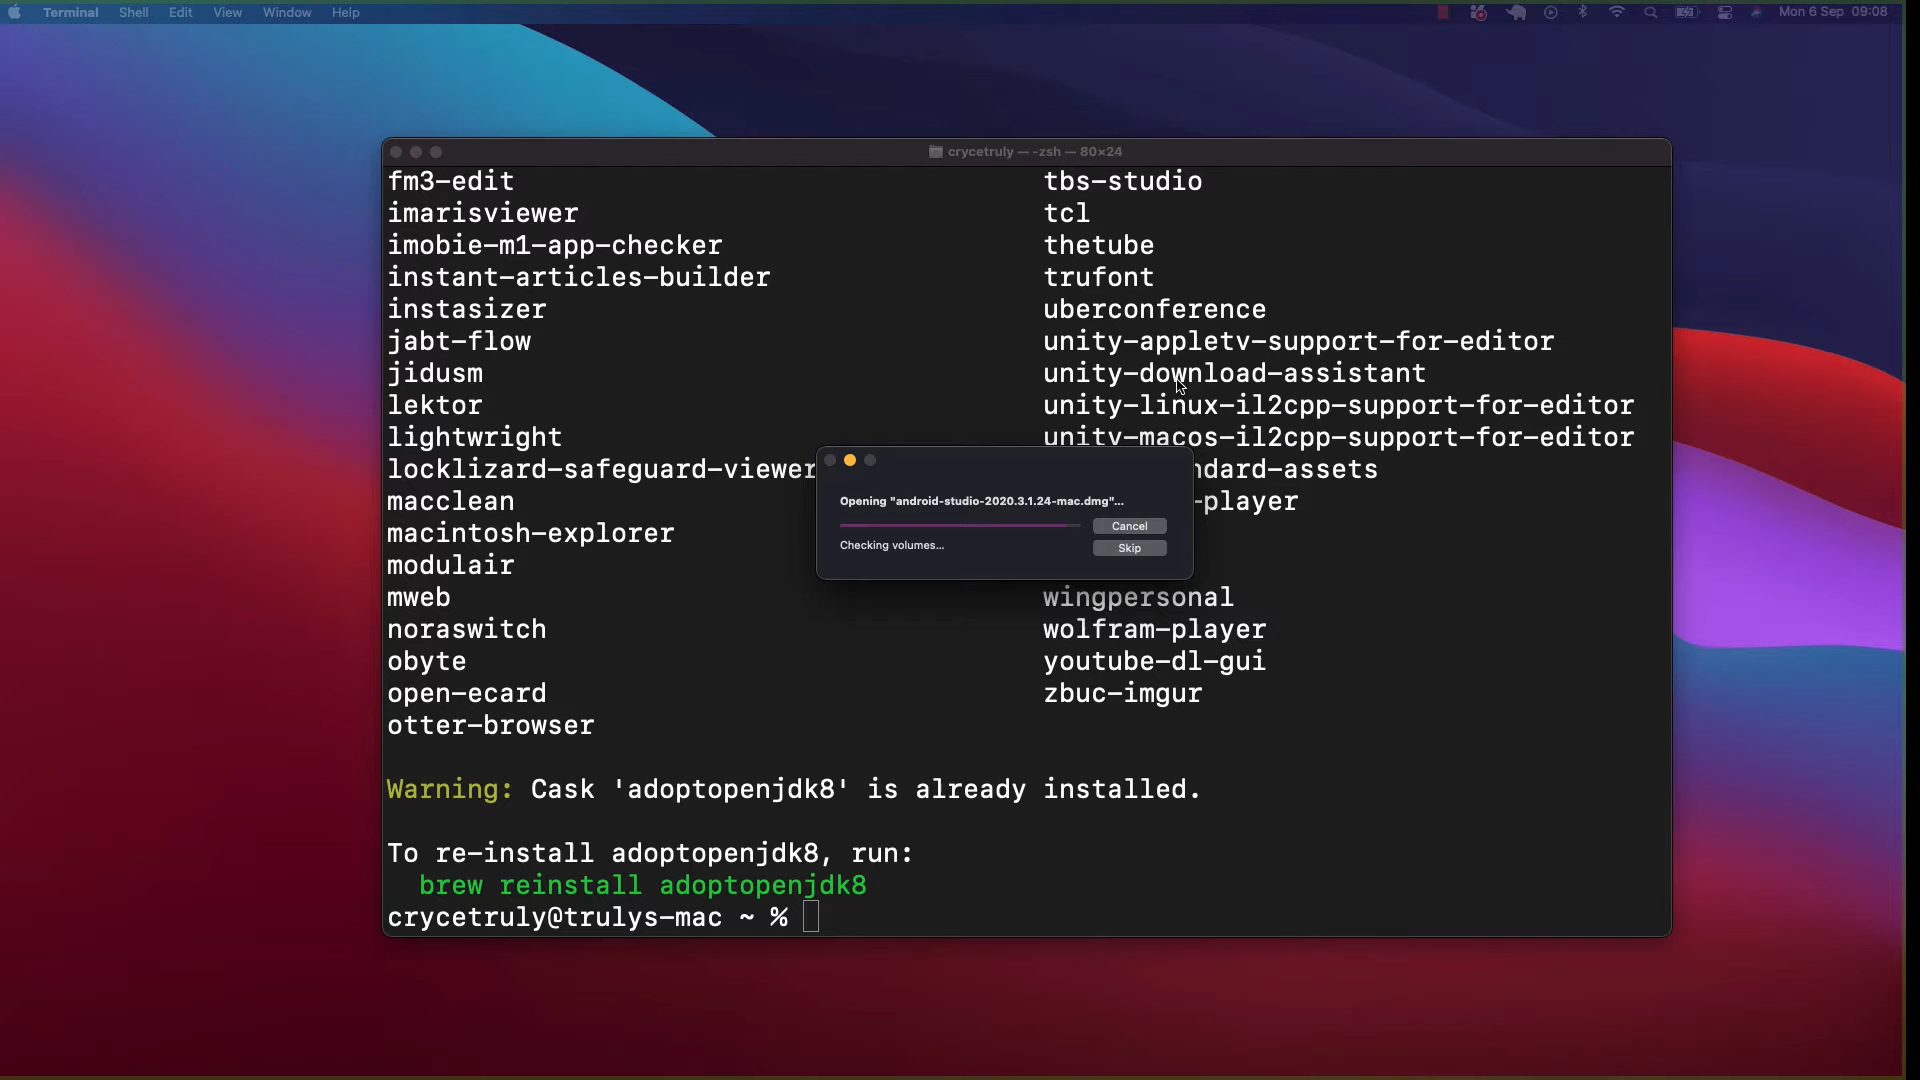 Terminal Shell Edit View Window Help Mon 6 Sep 09:08
crycetruly — -zsh — 80×24
fm3-edit tbs-studio
imarisviewer tcl
imobie-m1-app-checker thetube
instant-articles-builder trufont
instasizer uberconference
jabt-flow unity-appletv-support-for-editor
jidusm unity-download-assistant
lektor unity-linux-il2cpp-support-for-editor
lightwright unity-macos-il2cpp-support-for-editor
locklizard-safeguard-viewer ndard-assets
macclean -player
macintosh-explorer
modulair
mweb wingpersonal
noraswitch wolfram-player
obyte youtube-dl-gui
open-ecard zbuc-imgur
otter-browser
Opening "android-studio-2020.3.1.24-mac.dmg"...
Cancel
Checking volumes...
Skip
Warning: Cask 'adoptopenjdk8' is already installed.
To re-install adoptopenjdk8, run:
brew reinstall adoptopenjdk8
crycetruly@trulys-mac ~ %